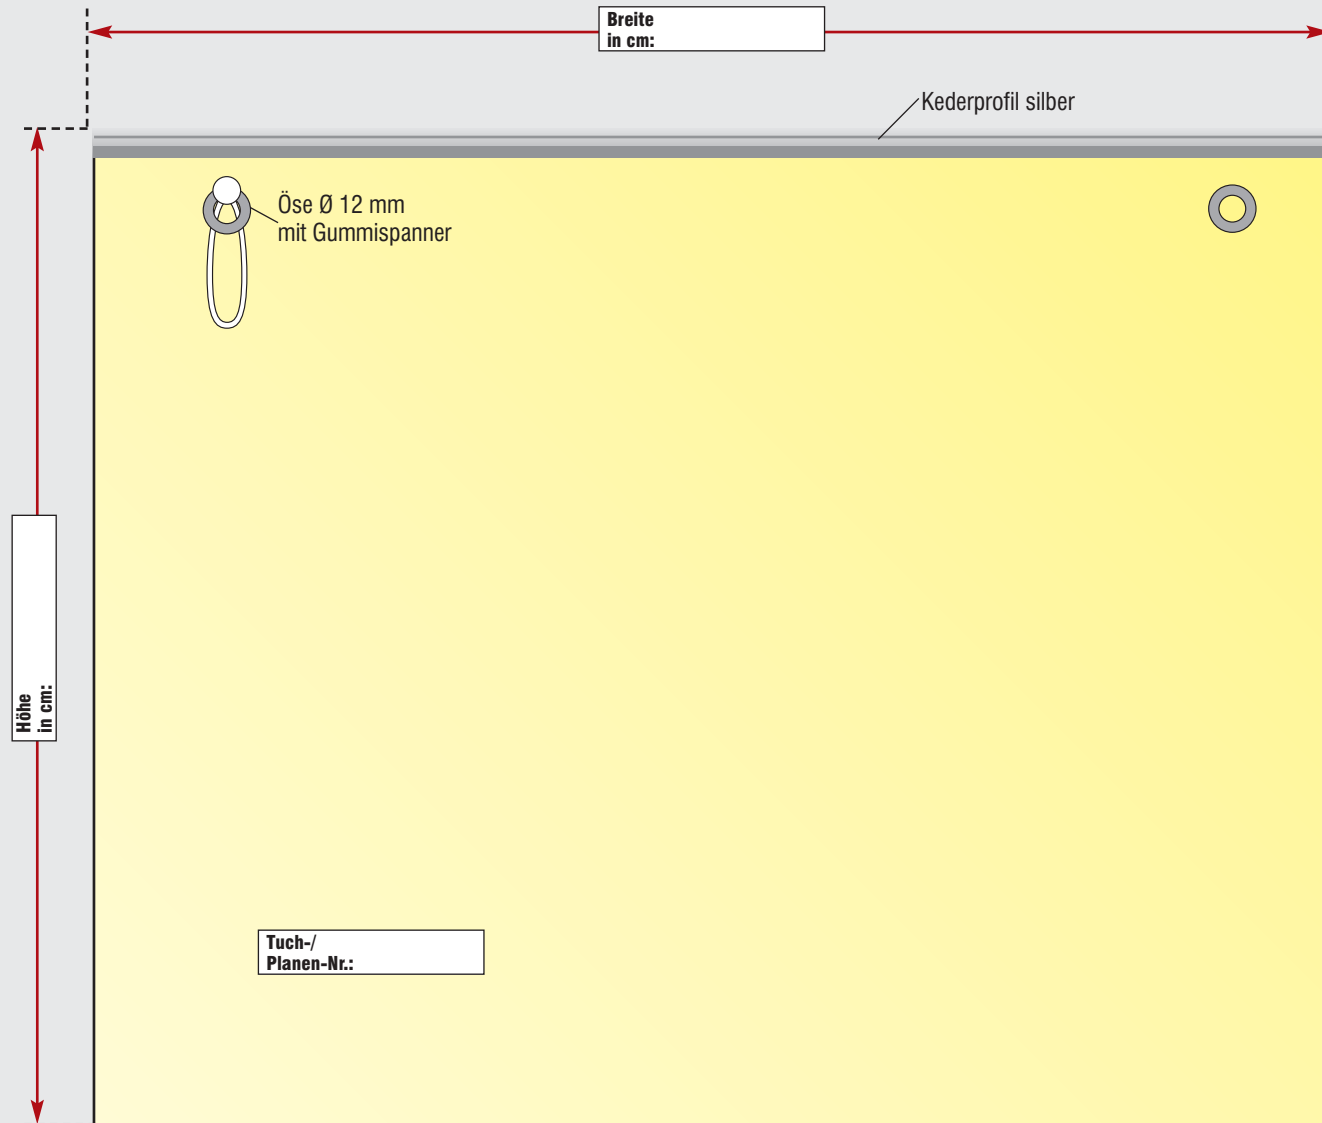 Breite
in cm:
Kederprofil silber
Öse Ø 12 mm
mit Gummispanner
Höhe
in cm:
Tuch-/
Planen-Nr.: